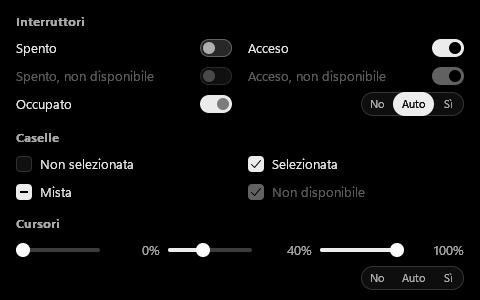 Interruttori
Spento Acceso
Spento, non disponibile Acceso, non disponibile
Occupato No Auto Sì
Caselle
Non selezionata Selezionata
Mista Non disponibile
Cursori
0% 40% 100%
No Auto Sì